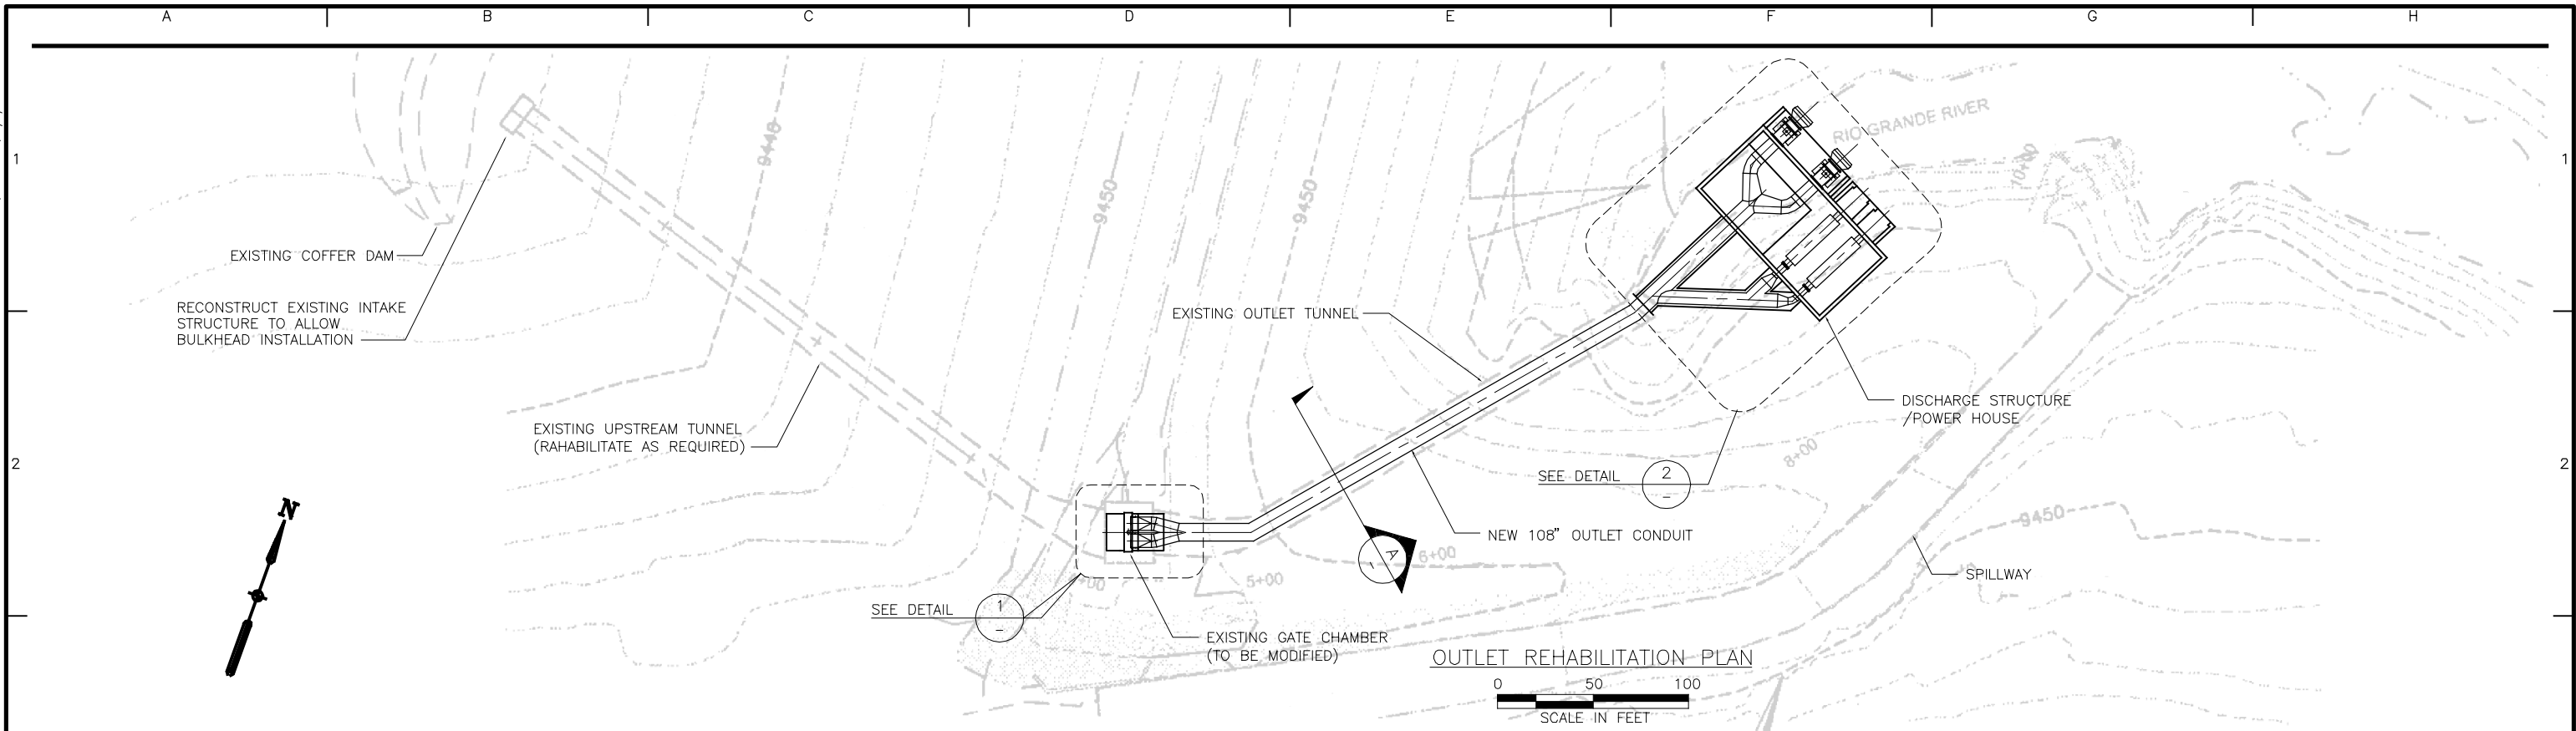 A B C D E F G H
1 1
RIO GRANDE RIVER
9440
10+00
9450
9450
EXISTING COFFER DAM
RECONSTRUCT EXISTING INTAKE
STRUCTURE TO ALLOW
BULKHEAD INSTALLATION
EXISTING OUTLET TUNNEL
DISCHARGE STRUCTURE
/POWER HOUSE
EXISTING UPSTREAM TUNNEL
(RAHABILITATE AS REQUIRED)
8+00
2 2
SEE DETAIL 2
–
N
9450
NEW 108" OUTLET CONDUIT
A
–
6+00
5+00
+00
SPILLWAY
SEE DETAIL 1
–
EXISTING GATE CHAMBER
(TO BE MODIFIED)
OUTLET REHABILITATION PLAN
0 50 100
SCALE IN FEET